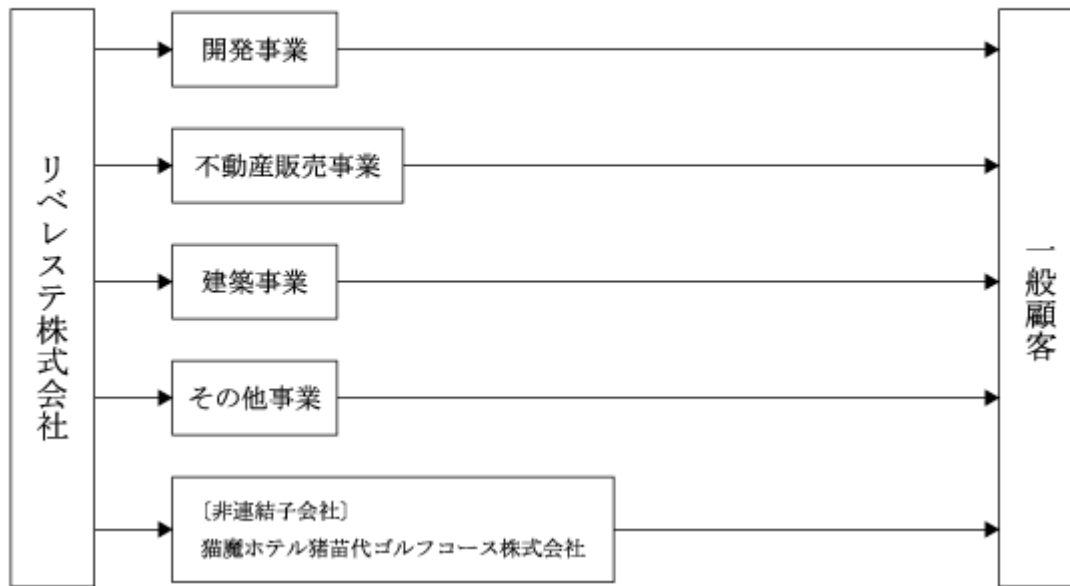 リベレステ株式会社
開発事業
不動産販売事業
建築事業
その他事業
〔非連結子会社〕
猫魔ホテル猪苗代ゴルフコース株式会社
一般顧客